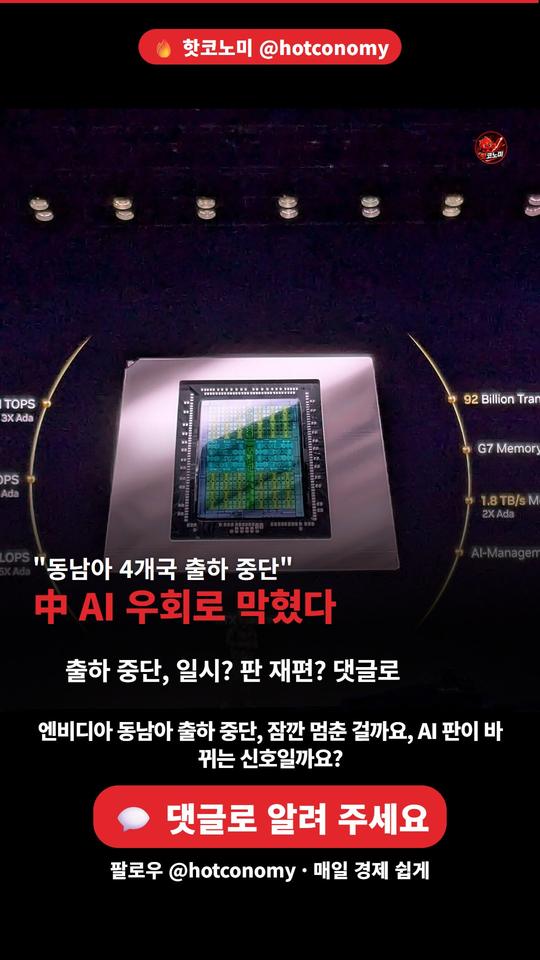 핫코노미 @hotconomy
코노미
TOPS
3X Ada
92 Billion Tran
G7 Memory
1.8 TB/s M
2X Ada
Ada
AI-Managem
5X Ada
"동남아 4개국 출하 중단"
中 AI 우회로 막혔다
출하 중단, 일시? 판 재편? 댓글로
엔비디아 동남아 출하 중단, 잠깐 멈춘 걸까요, AI 판이 바
뀌는 신호일까요?
댓글로 알려 주세요
팔로우 @hotconomy · 매일 경제 쉽게